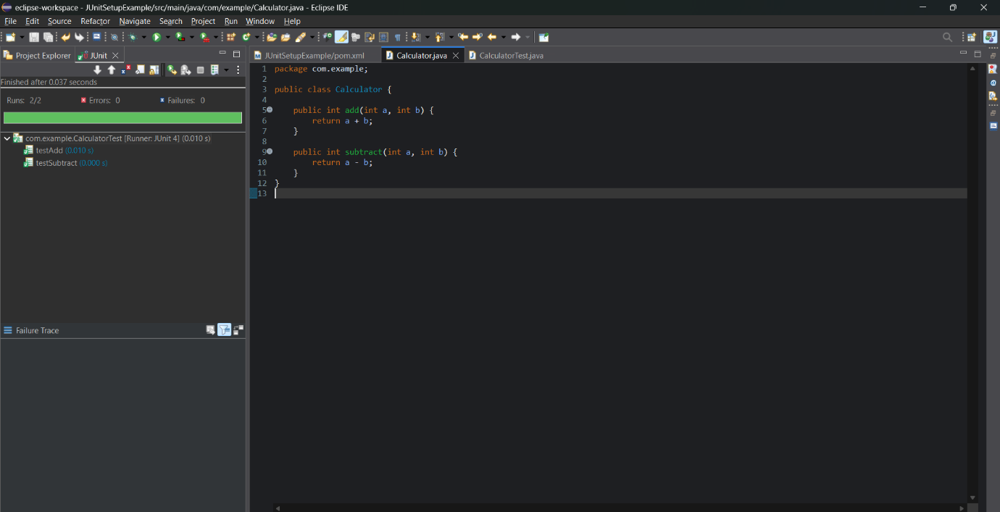 eclipse-workspace - JUnitSetupExample/src/main/java/com/example/Calculator.java - Eclipse IDE
File Edit Source Refactor Navigate Search Project Run Window Help
Project Explorer JUnit
JUnitSetupExample/pom.xml Calculator.java CalculatorTest.java
Finished after 0.037 seconds
Runs: 2/2 Errors: 0 Failures: 0
com.example.CalculatorTest [Runner: JUnit 4] (0.010 s)
testAdd (0.010 s)
testSubtract (0.000 s)
Failure Trace
1 package com.example;
2
3 public class Calculator {
4
5 public int add(int a, int b) {
6 return a + b;
7 }
8
9 public int subtract(int a, int b) {
10 return a - b;
11 }
12 }
13